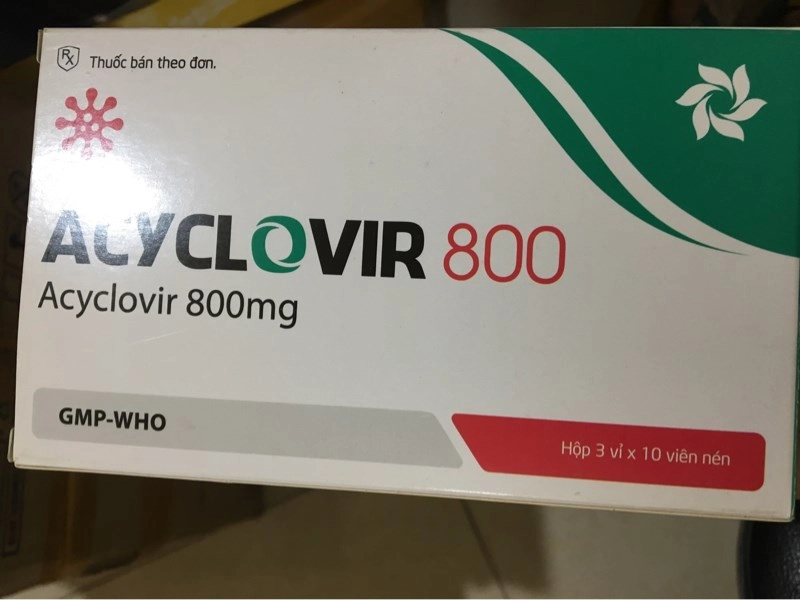 Rx Thuốc bán theo đơn.
ACYCLOVIR 800
Acyclovir 800mg
GMP-WHO
Hộp 3 vỉ x 10 viên nén